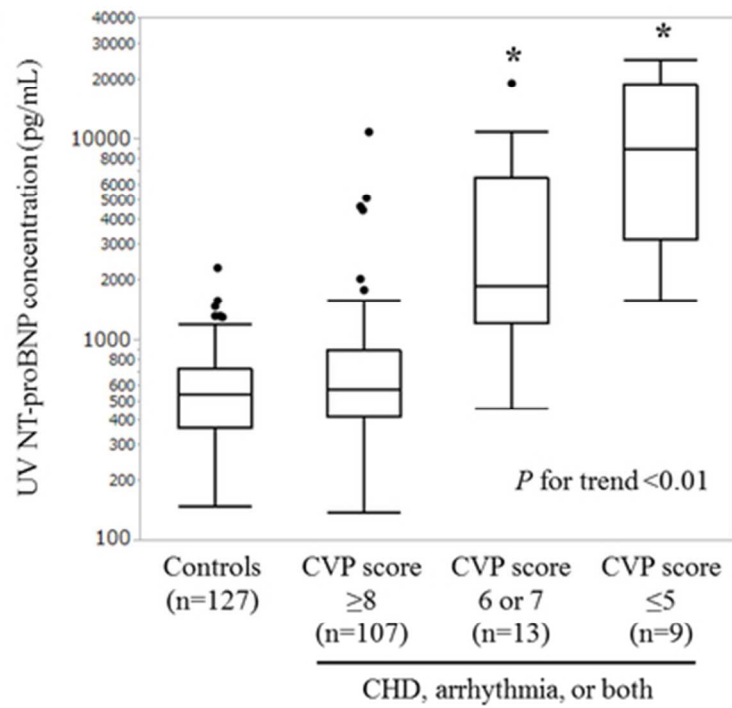 UV NT-proBNP concentration (pg/mL)
40000
30000
20000
10000
8000
6000
5000
4000
3000
2000
1000
800
600
500
400
300
200
100
*
*
P for trend <0.01
Controls
(n=127)
CVP score
≥8
(n=107)
CVP score
6 or 7
(n=13)
CVP score
≤5
(n=9)
CHD, arrhythmia, or both